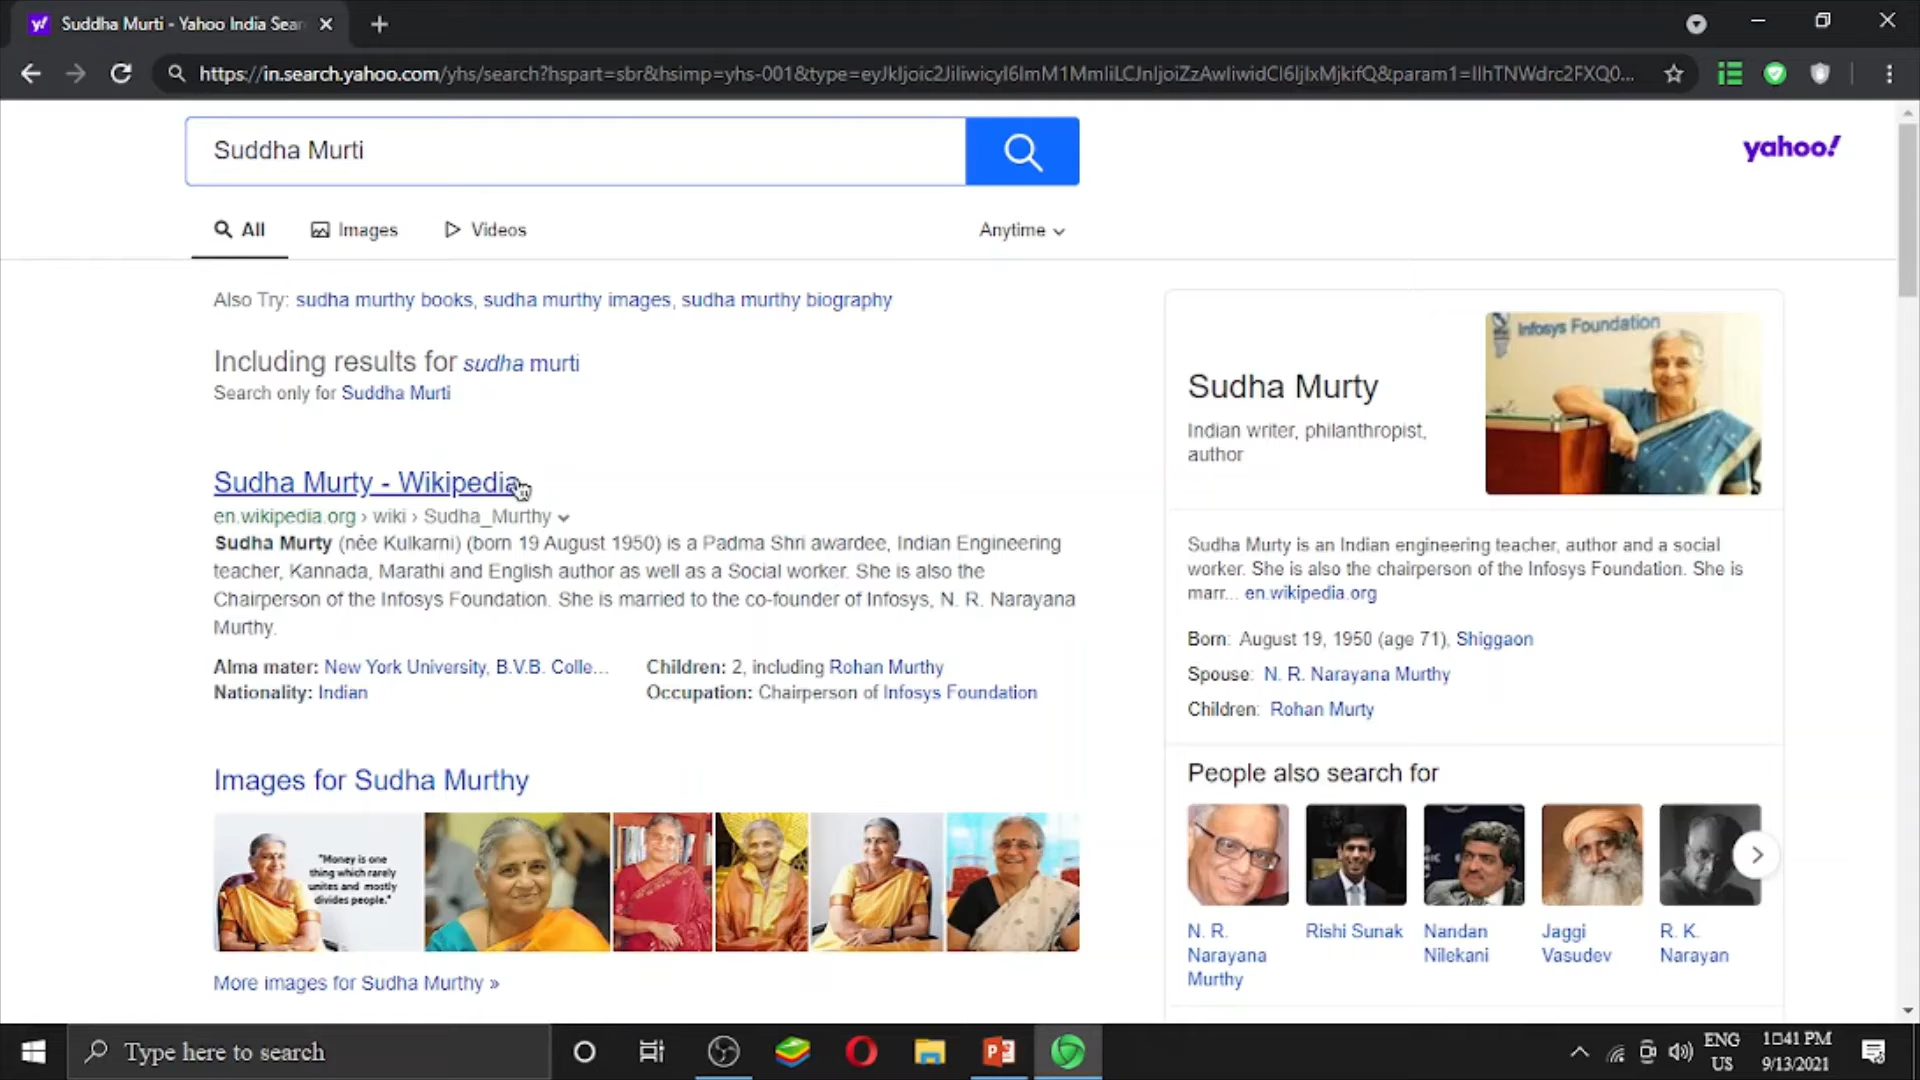 Suddha Murti - Yahoo India Sear
https://in.search.yahoo.com/yhs/search?hspart=sbr&hsimp=yhs-001&type=
Suddha Murti
yahoo!
All Images Videos Anytime
Also Try: sudha murthy books, sudha murthy images, sudha murthy biography
Including results for sudha murti
Search only for Suddha Murti
Sudha Murty - Wikipedia
en.wikipedia.org › wiki › Sudha_Murthy
Sudha Murty (née Kulkarni) (born 19 August 1950) is a Padma Shri awardee, Indian Engineering
teacher, Kannada, Marathi and English author as well as a Social worker. She is also the
Chairperson of the Infosys Foundation. She is married to the co-founder of Infosys, N. R. Narayana
Murthy.
Alma mater: New York University, B.V.B. Colle... Children: 2, including Rohan Murthy
Nationality: Indian Occupation: Chairperson of Infosys Foundation
Images for Sudha Murthy
"Money is one
thing which rarely
unites and mostly
divides people."
More images for Sudha Murthy »
Infosys Foundation
Sudha Murty
Indian writer, philanthropist,
author
Sudha Murty is an Indian engineering teacher, author and a social
worker. She is also the chairperson of the Infosys Foundation. She is
marr... en.wikipedia.org
Born: August 19, 1950 (age 71), Shiggaon
Spouse: N. R. Narayana Murthy
Children: Rohan Murty
People also search for
N. R.
Narayana
Murthy
Rishi Sunak
Nandan
Nilekani
Jaggi
Vasudev
R. K.
Narayan
Type here to search
ENG
US
1:41 PM
9/13/2021